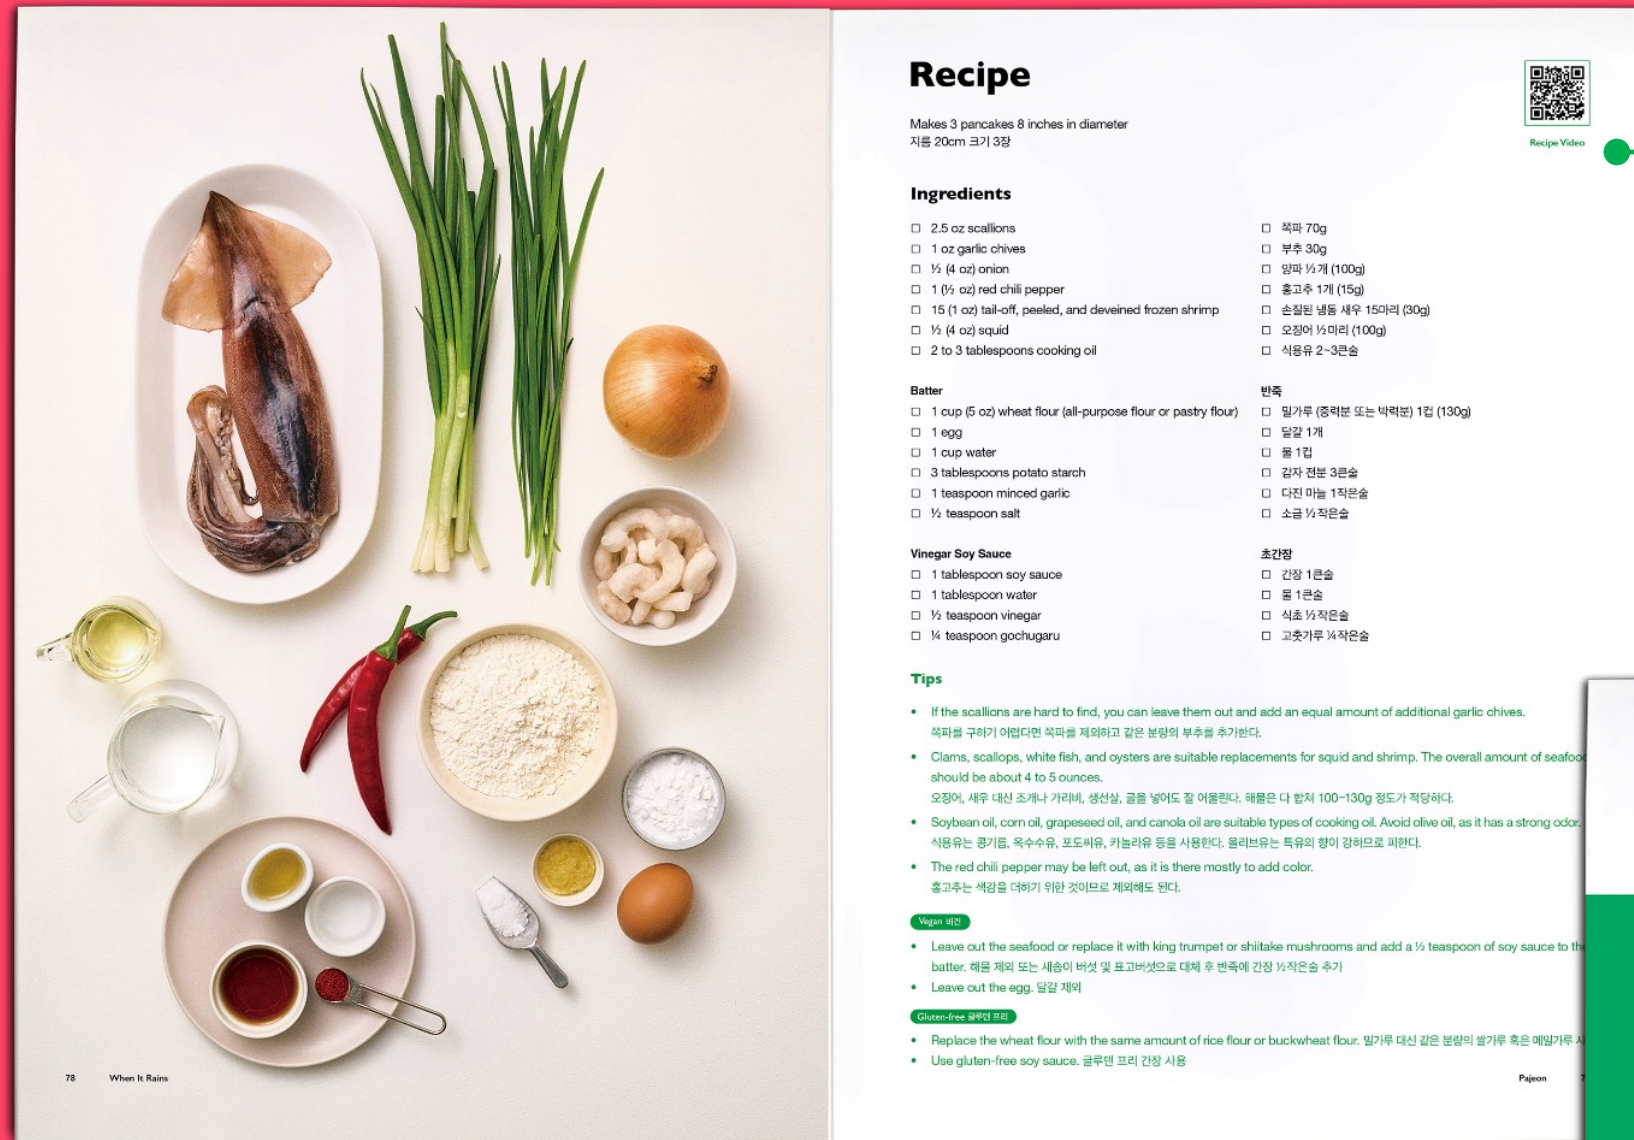 Recipe
Makes 3 pancakes 8 inches in diameter
지름 20cm 크기 3장
Recipe Video
Ingredients
2.5 oz scallions
1 oz garlic chives
½ (4 oz) onion
1 (½ oz) red chili pepper
15 (1 oz) tail-off, peeled, and deveined frozen shrimp
½ (4 oz) squid
2 to 3 tablespoons cooking oil
쪽파 70g
부추 30g
양파 ½개 (100g)
홍고추 1개 (15g)
손질된 냉동 새우 15마리 (30g)
오징어 ½마리 (100g)
식용유 2~3큰술
Batter
1 cup (5 oz) wheat flour (all-purpose flour or pastry flour)
1 egg
1 cup water
3 tablespoons potato starch
1 teaspoon minced garlic
½ teaspoon salt
반죽
밀가루 (중력분 또는 박력분) 1컵 (130g)
달걀 1개
물 1컵
감자 전분 3큰술
다진 마늘 1작은술
소금 ½작은술
Vinegar Soy Sauce
1 tablespoon soy sauce
1 tablespoon water
½ teaspoon vinegar
¼ teaspoon gochugaru
초간장
간장 1큰술
물 1큰술
식초 ½작은술
고춧가루 ¼작은술
Tips
• If the scallions are hard to find, you can leave them out and add an equal amount of additional garlic chives.
쪽파를 구하기 어렵다면 쪽파를 제외하고 같은 분량의 부추를 추가한다.
• Clams, scallops, white fish, and oysters are suitable replacements for squid and shrimp. The overall amount of seafood
should be about 4 to 5 ounces.
오징어, 새우 대신 조개나 가리비, 생선살, 굴을 넣어도 잘 어울린다. 해물은 다 합쳐 100~130g 정도가 적당하다.
• Soybean oil, corn oil, grapeseed oil, and canola oil are suitable types of cooking oil. Avoid olive oil, as it has a strong odor.
식용유는 콩기름, 옥수수유, 포도씨유, 카놀라유 등을 사용한다. 올리브유는 특유의 향이 강하므로 피한다.
• The red chili pepper may be left out, as it is there mostly to add color.
홍고추는 색감을 더하기 위한 것이므로 제외해도 된다.
Vegan 비건
• Leave out the seafood or replace it with king trumpet or shiitake mushrooms and add a ½ teaspoon of soy sauce to the
batter. 해물 제외 또는 새송이 버섯 및 표고버섯으로 대체 후 반죽에 간장 ½작은술 추가
• Leave out the egg. 달걀 제외
Gluten-free 글루텐 프리
• Replace the wheat flour with the same amount of rice flour or buckwheat flour. 밀가루 대신 같은 분량의 쌀가루 혹은 메밀가루
• Use gluten-free soy sauce. 글루텐 프리 간장 사용
78 When It Rains
Pajeon